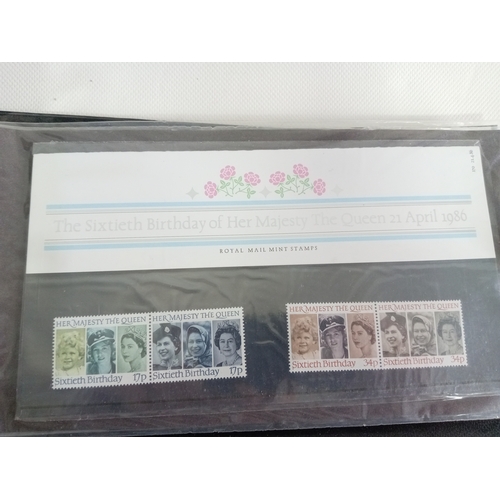 The Sixtieth Birthday of Her Majesty The Queen 21 April 1986
ROYAL MAIL MINT STAMPS
HER MAJESTY THE QUEEN
Sixtieth Birthday 17p
HER MAJESTY THE QUEEN
Sixtieth Birthday 17p
HER MAJESTY THE QUEEN
Sixtieth Birthday 34p
HER MAJESTY THE QUEEN
Sixtieth Birthday 34p